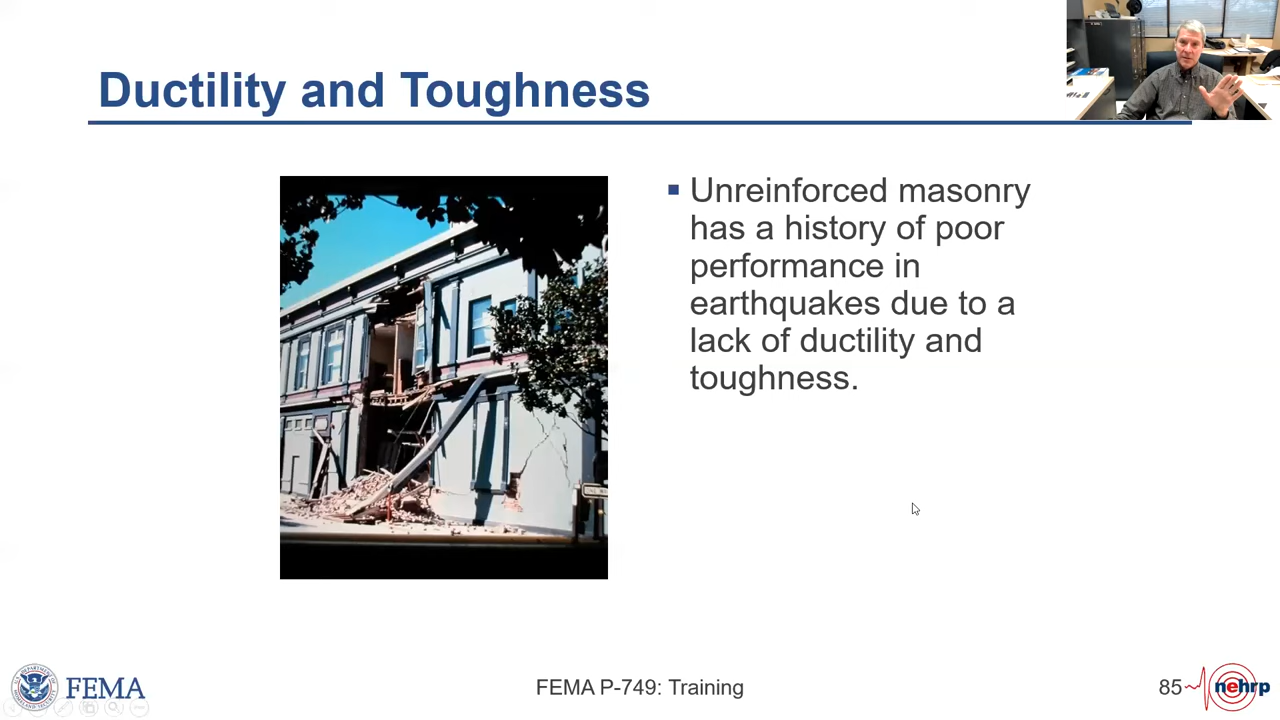 Ductility and Toughness
Unreinforced masonry
has a history of poor
performance in
earthquakes due to a
lack of ductility and
toughness.
FEMA
FEMA P-749: Training
85
nehrp